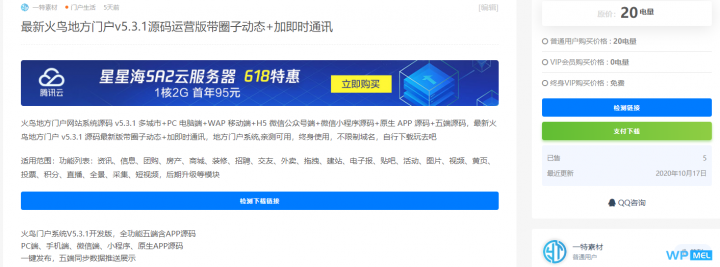 一特素材 门户生活 5天前 [编辑]
最新火鸟地方门户v5.3.1源码运营版带圈子动态+加即时通讯
腾讯云
星星海SA2云服务器 618特惠
1核2G 首年95元
立即购买
火鸟地方门户网站系统源码 v5.3.1 多城市+PC 电脑端+WAP 移动端+H5 微信公众号端+微信小程序源码+原生 APP 源码+五端源码，最新火
鸟地方门户 v5.3.1 源码最新版带圈子动态+加即时通讯，地方门户系统,亲测可用，终身使用，不限制域名，自行下载玩去吧
适用范围：功能列表：资讯、信息、团购、房产、商城、装修、招聘、交友、外卖、拖拽、建站、电子报、贴吧、活动、图片、视频、黄页、
投票、积分、直播、全景、采集、短视频，后期升级等模块
检测下载链接
火鸟门户系统V5.3.1开发版，全功能五端含APP源码
PC端、手机端、微信端、小程序、原生APP源码
一键发布，五端同步数据推送展示
原价： 20电量
普通用户购买价格：20电量
VIP会员购买价格：0电量
终身VIP购买价格：免费
检测链接
支付下载
已售 5
最近更新 2020年10月17日
QQ咨询
一特素材
普通用户
WPMEL